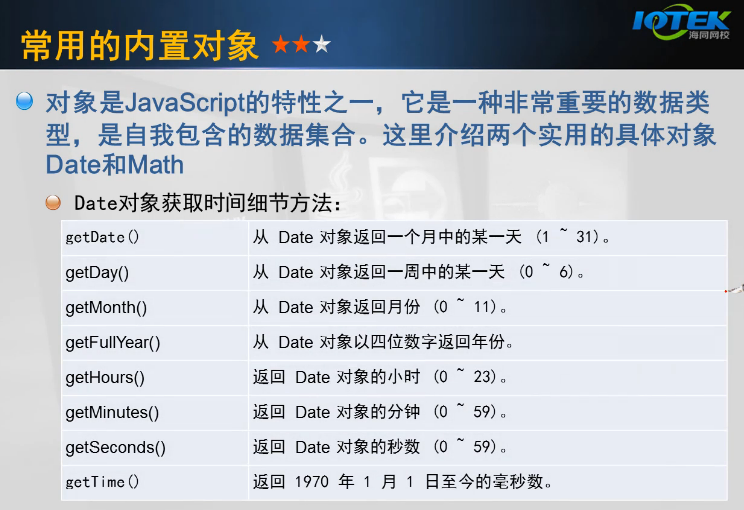 常用的内置对象
IOTEK
海同网校
对象是JavaScript的特性之一，它是一种非常重要的数据类
型，是自我包含的数据集合。这里介绍两个实用的具体对象
Date和Math
Date对象获取时间细节方法：
getDate() 从 Date 对象返回一个月中的某一天 (1 ~ 31)。
getDay() 从 Date 对象返回一周中的某一天 (0 ~ 6)。
getMonth() 从 Date 对象返回月份 (0 ~ 11)。
getFullYear() 从 Date 对象以四位数字返回年份。
getHours() 返回 Date 对象的小时 (0 ~ 23)。
getMinutes() 返回 Date 对象的分钟 (0 ~ 59)。
getSeconds() 返回 Date 对象的秒数 (0 ~ 59)。
getTime() 返回 1970 年 1 月 1 日至今的毫秒数。